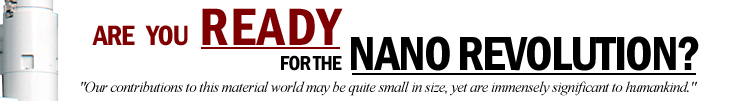 ARE YOU READY
FOR THE NANO REVOLUTION?
"Our contributions to this material world may be quite small in size, yet are immensely significant to humankind."